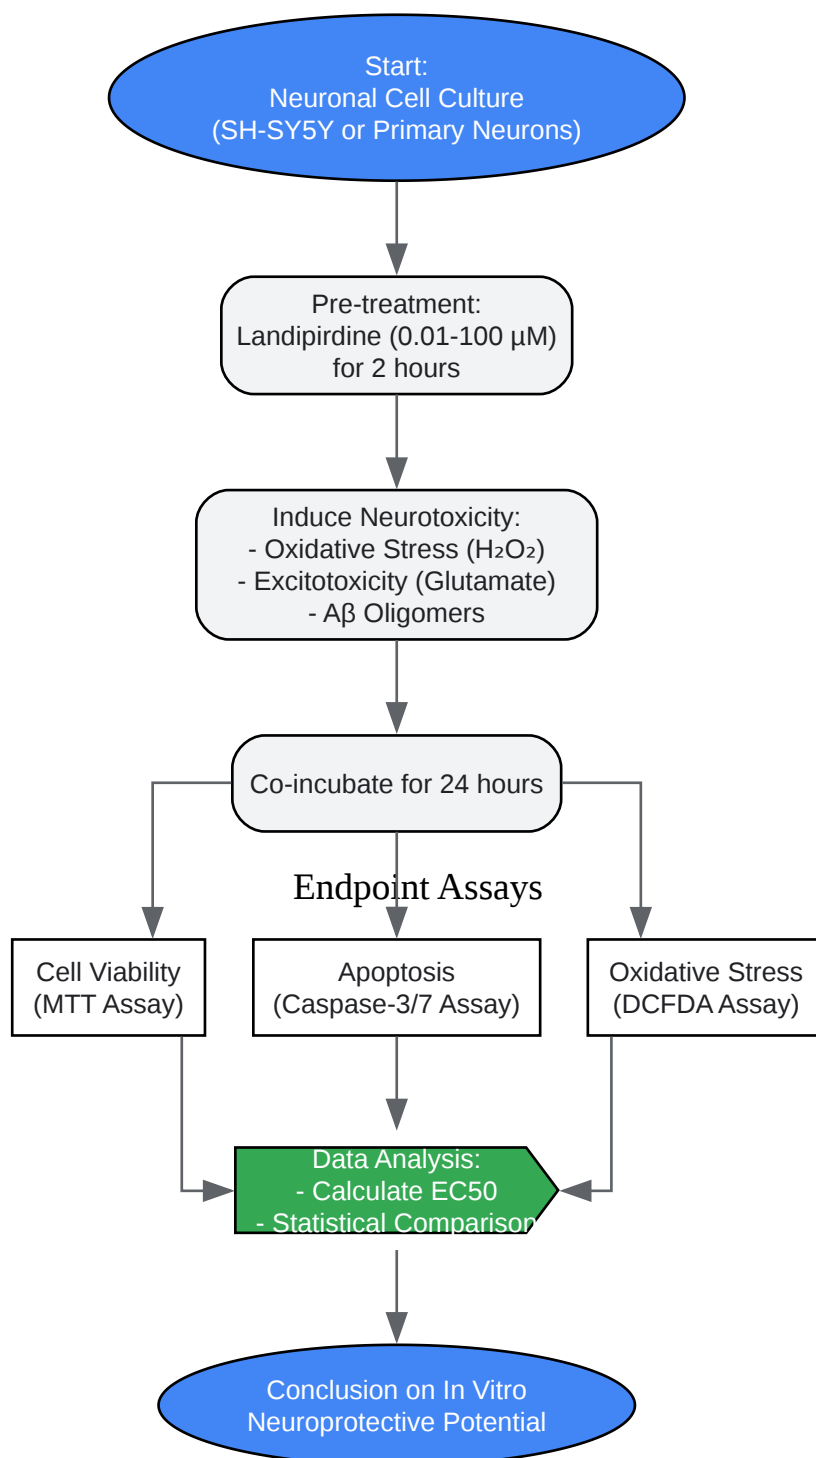 Start:
Neuronal Cell Culture
(SH-SY5Y or Primary Neurons)
Pre-treatment:
Landipirdine (0.01-100 µM)
for 2 hours
Induce Neurotoxicity:
- Oxidative Stress (H₂O₂)
- Excitotoxicity (Glutamate)
- Aβ Oligomers
Co-incubate for 24 hours
Endpoint Assays
Cell Viability
(MTT Assay)
Apoptosis
(Caspase-3/7 Assay)
Oxidative Stress
(DCFDA Assay)
Data Analysis:
- Calculate EC50
- Statistical Comparison
Conclusion on In Vitro
Neuroprotective Potential